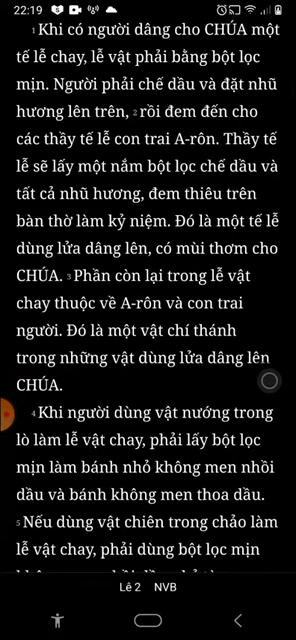 22:19
1 Khi có người dâng cho CHÚA một
tế lễ chay, lễ vật phải bằng bột lọc
mịn. Người phải chế dầu và đặt nhũ
hương lên trên, 2 rồi đem đến cho
các thầy tế lễ con trai A-rôn. Thầy tế
lễ sẽ lấy một nắm bột lọc chế dầu và
tất cả nhũ hương, đem thiêu trên
bàn thờ làm kỷ niệm. Đó là một tế lễ
dùng lửa dâng lên, có mùi thơm cho
CHÚA. 3 Phần còn lại trong lễ vật
chay thuộc về A-rôn và con trai
người. Đó là một vật chí thánh
trong những vật dùng lửa dâng lên
CHÚA.
4 Khi người dùng vật nướng trong
lò làm lễ vật chay, phải lấy bột lọc
mịn làm bánh nhỏ không men nhồi
dầu và bánh không men thoa dầu.
5 Nếu dùng vật chiên trong chảo làm
lễ vật chay, phải dùng bột lọc mịn
Lê 2 NVB